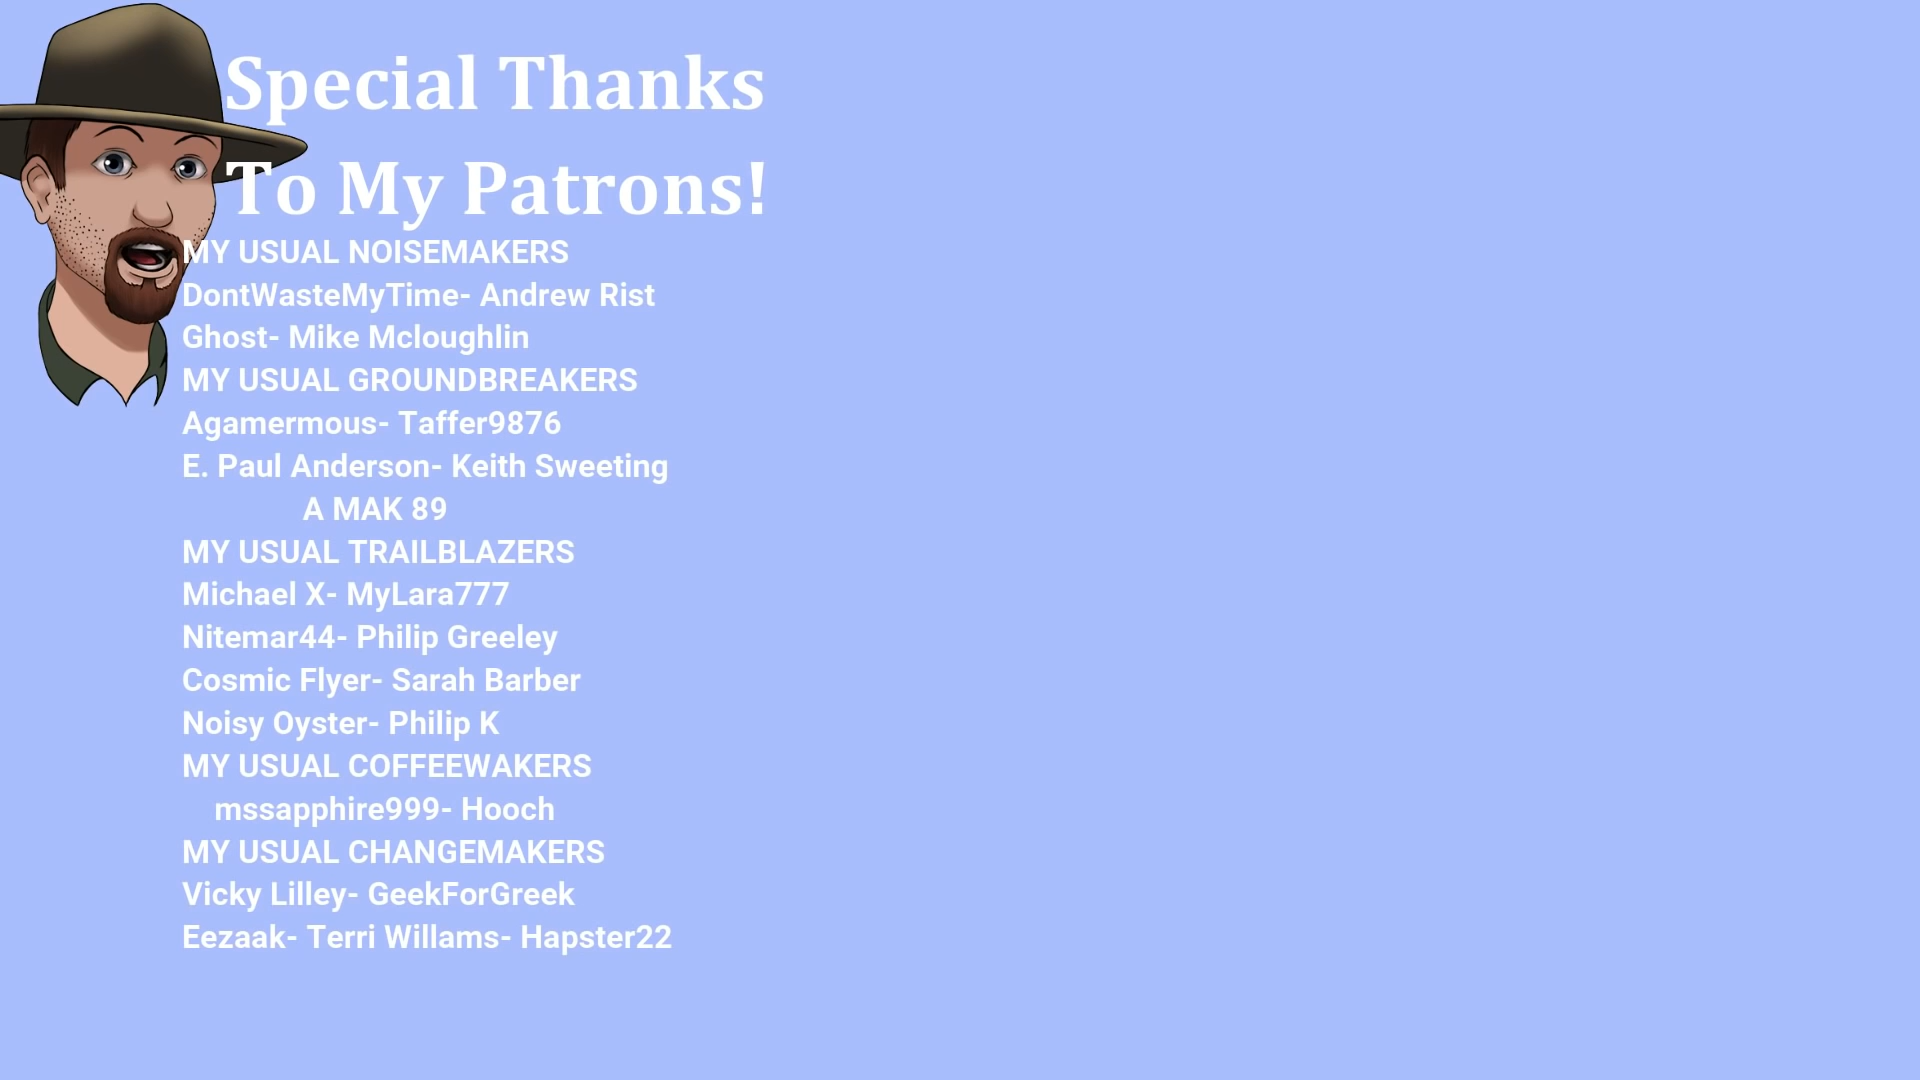 Special Thanks
To My Patrons!
MY USUAL NOISEMAKERS
DontWasteMyTime- Andrew Rist
Ghost- Mike Mcloughlin
MY USUAL GROUNDBREAKERS
Agamermous- Taffer9876
E. Paul Anderson- Keith Sweeting
A MAK 89
MY USUAL TRAILBLAZERS
Michael X- MyLara777
Nitemar44- Philip Greeley
Cosmic Flyer- Sarah Barber
Noisy Oyster- Philip K
MY USUAL COFFEEWAKERS
mssapphire999- Hooch
MY USUAL CHANGEMAKERS
Vicky Lilley- GeekForGreek
Eezaak- Terri Willams- Hapster22